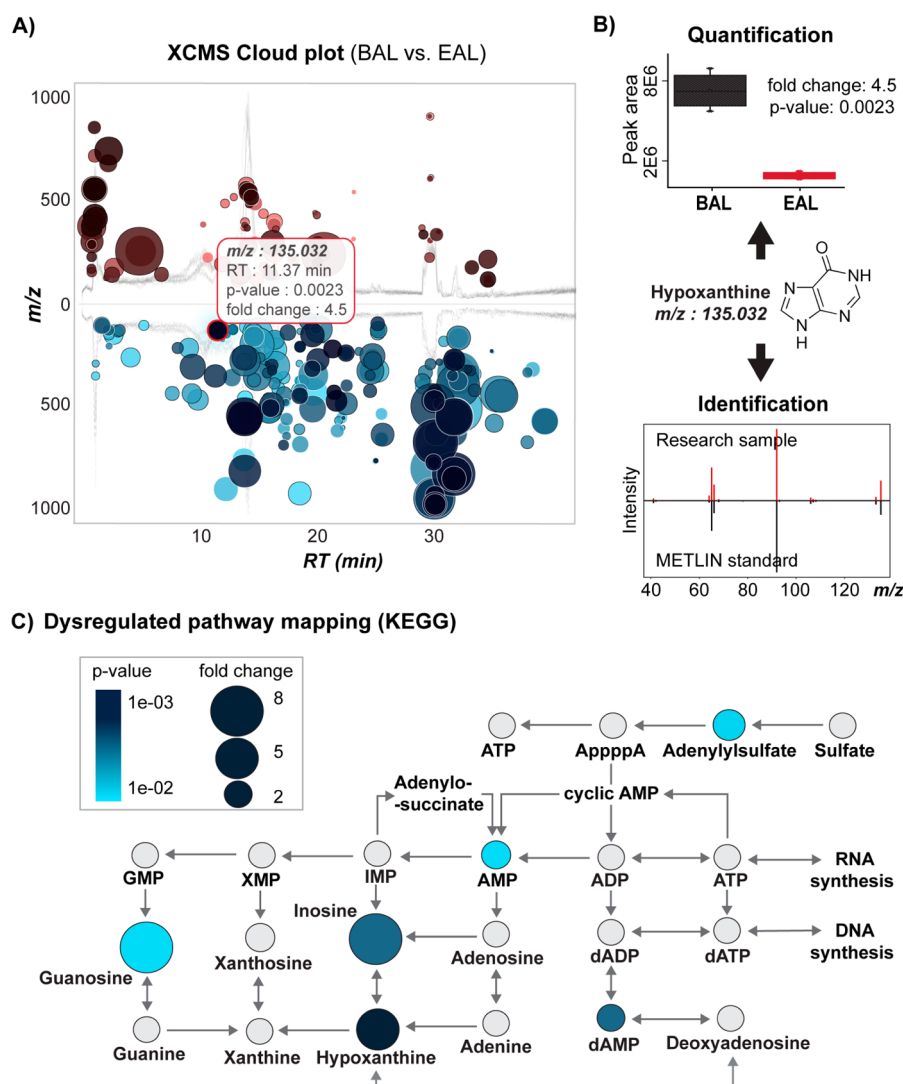 A)
XCMS Cloud plot (BAL vs. EAL)
m/z
1000
500
0
500
1000
m/z : 135.032
RT : 11.37 min
p-value : 0.0023
fold change : 4.5
10
20
30
RT (min)
B)
Quantification
Peak area
8E6
2E6
fold change: 4.5
p-value: 0.0023
BAL
EAL
Hypoxanthine
m/z : 135.032
O
N
NH
N
H
N
Identification
Intensity
Research sample
METLIN standard
40
60
80
100
120
m/z
C) Dysregulated pathway mapping (KEGG)
p-value
1e-03
1e-02
fold change
8
5
2
ATP
AppppA
Adenylylsulfate
Sulfate
Adenylo-
-succinate
cyclic AMP
GMP
XMP
IMP
AMP
ADP
ATP
RNA
synthesis
Inosine
Guanosine
Xanthosine
Adenosine
dADP
dATP
DNA
synthesis
Guanine
Xanthine
Hypoxanthine
Adenine
dAMP
Deoxyadenosine